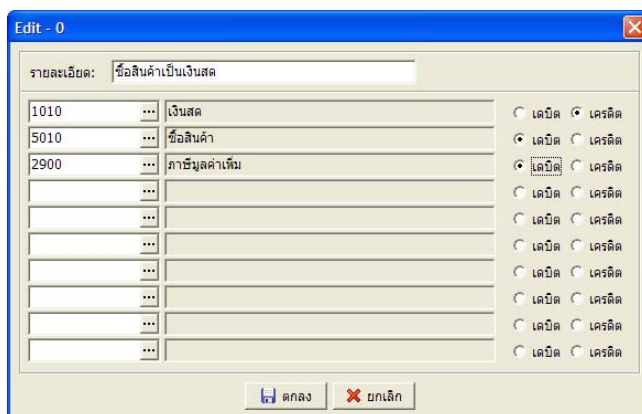 Edit - 0
รายละเอียด: ซื้อสินค้าเป็นเงินสด
1010 ... เงินสด เดบิต เครดิต
5010 ... ซื้อสินค้า เดบิต เครดิต
2900 ... ภาษีมูลค่าเพิ่ม เดบิต เครดิต
... เดบิต เครดิต
... เดบิต เครดิต
... เดบิต เครดิต
... เดบิต เครดิต
... เดบิต เครดิต
... เดบิต เครดิต
... เดบิต เครดิต
ตกลง ยกเลิก